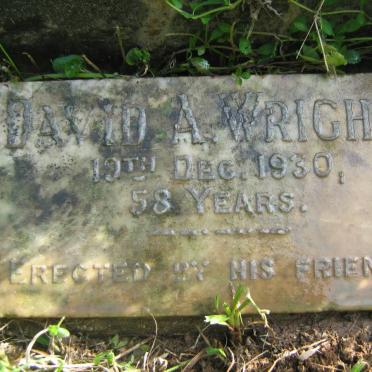 DAVID A. WRIGH
19TH DEC. 1930,
58 YEARS.
ERECTED BY HIS FRIEN